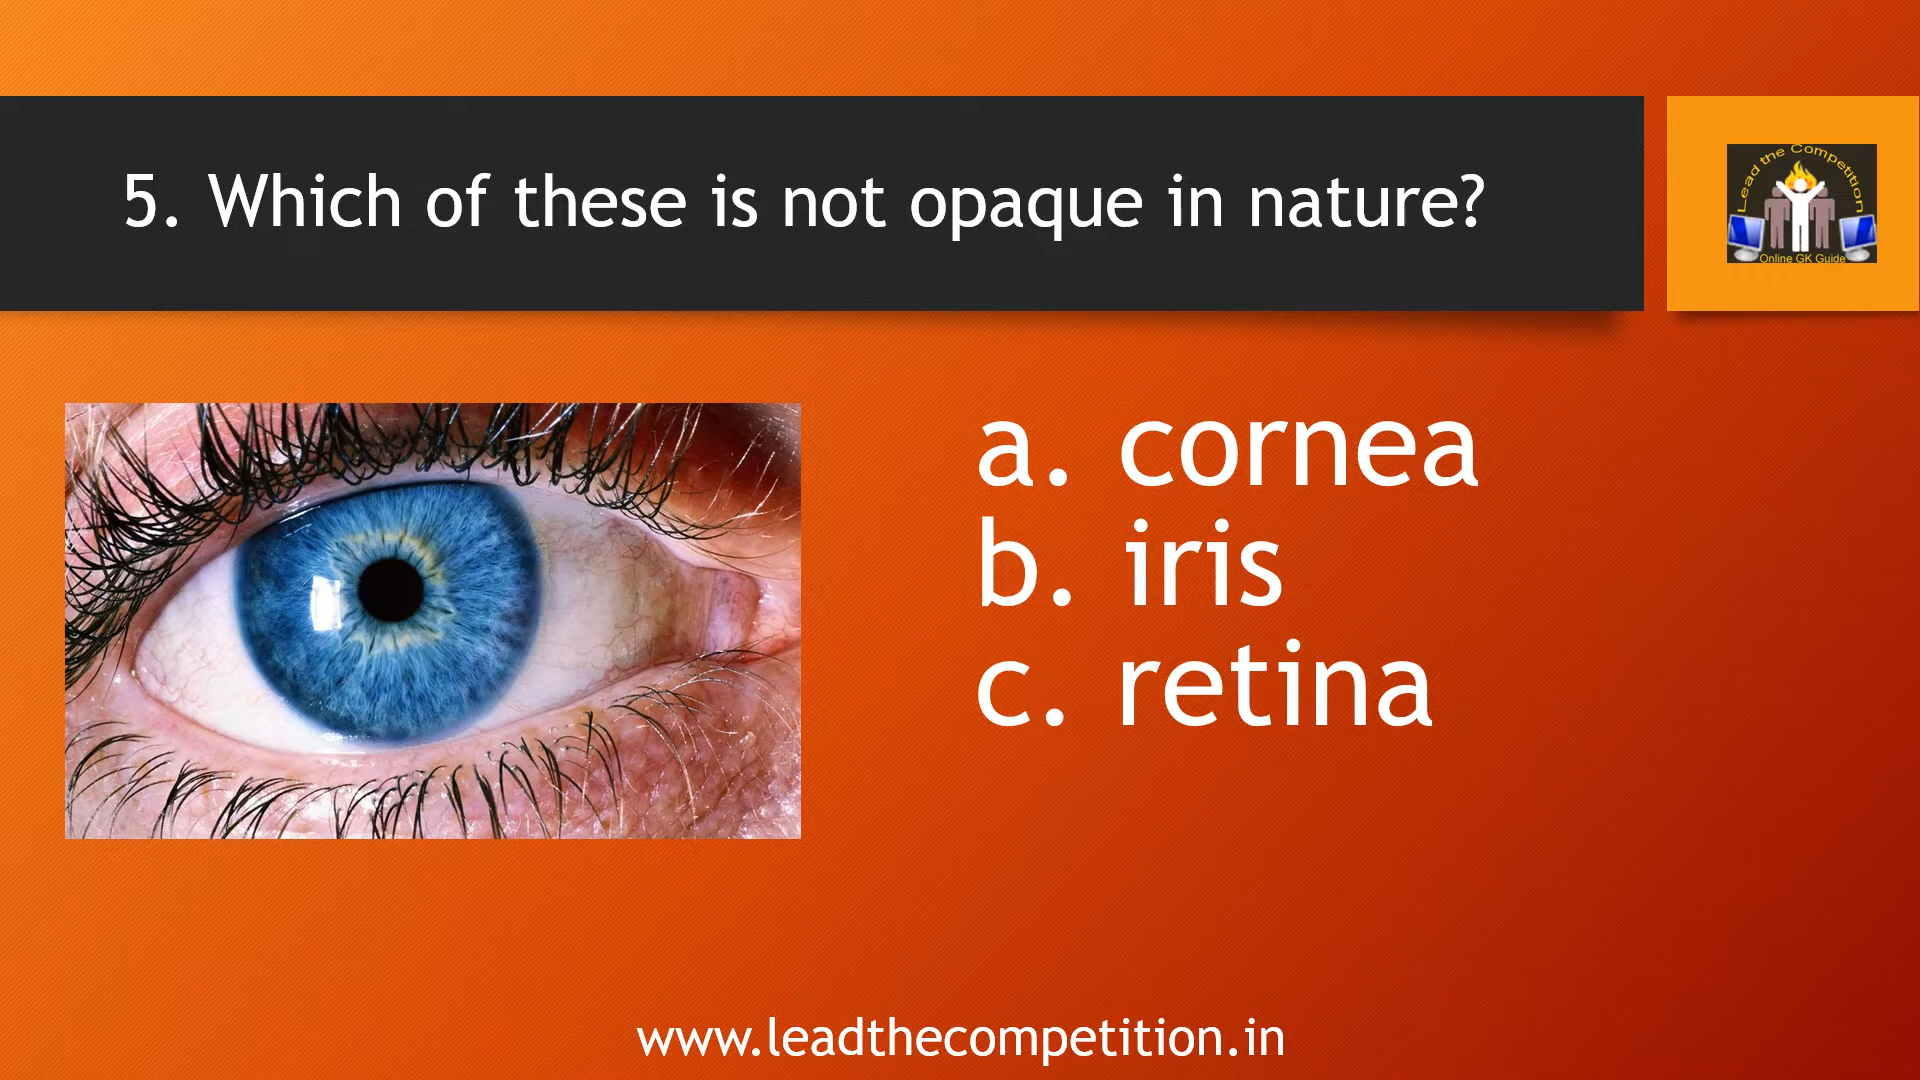 5. Which of these is not opaque in nature?
Lead the Competition
Online GK Guide
a. cornea
b. iris
c. retina
www.leadthecompetition.in